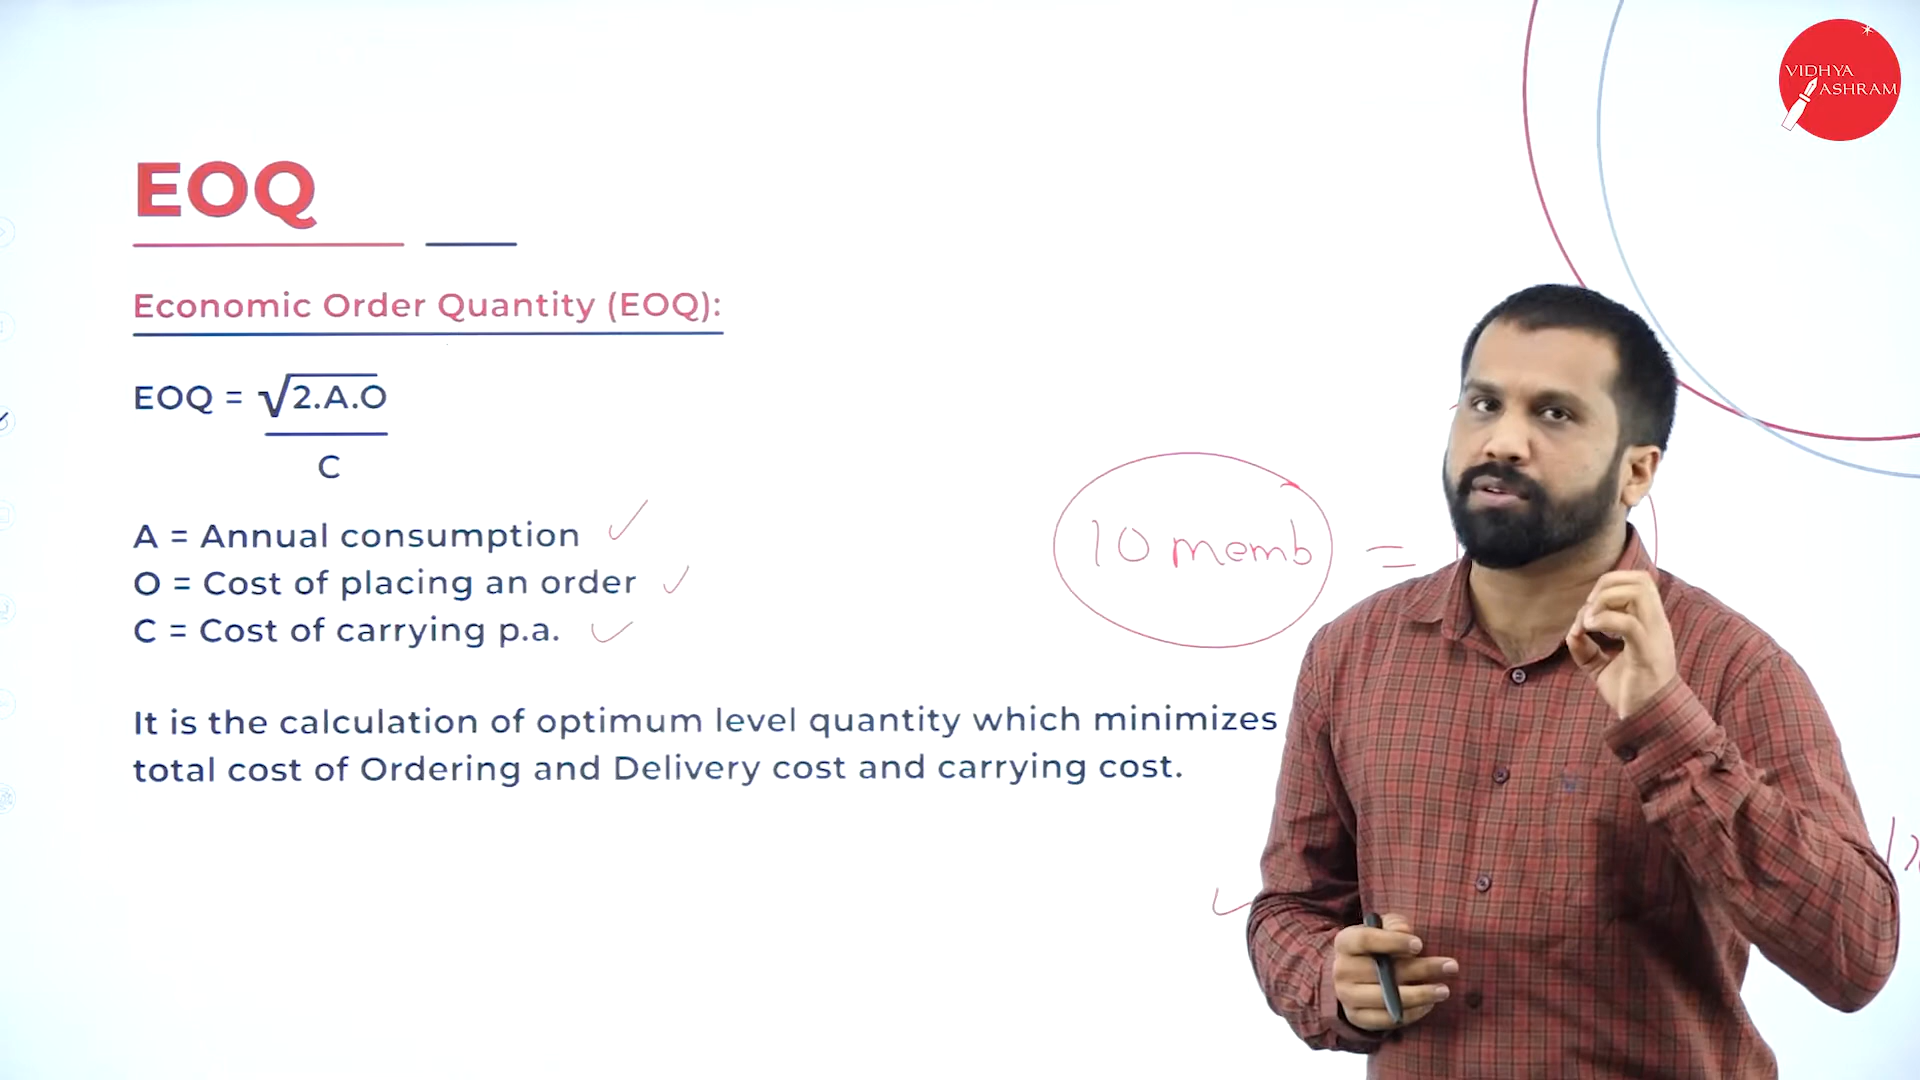 VIDHYA
ASHRAM
EOQ
Economic Order Quantity (EOQ):
EOQ = √2.A.O
C
A = Annual consumption
O = Cost of placing an order
C = Cost of carrying p.a.
10 memb =
It is the calculation of optimum level quantity which minimizes
total cost of Ordering and Delivery cost and carrying cost.